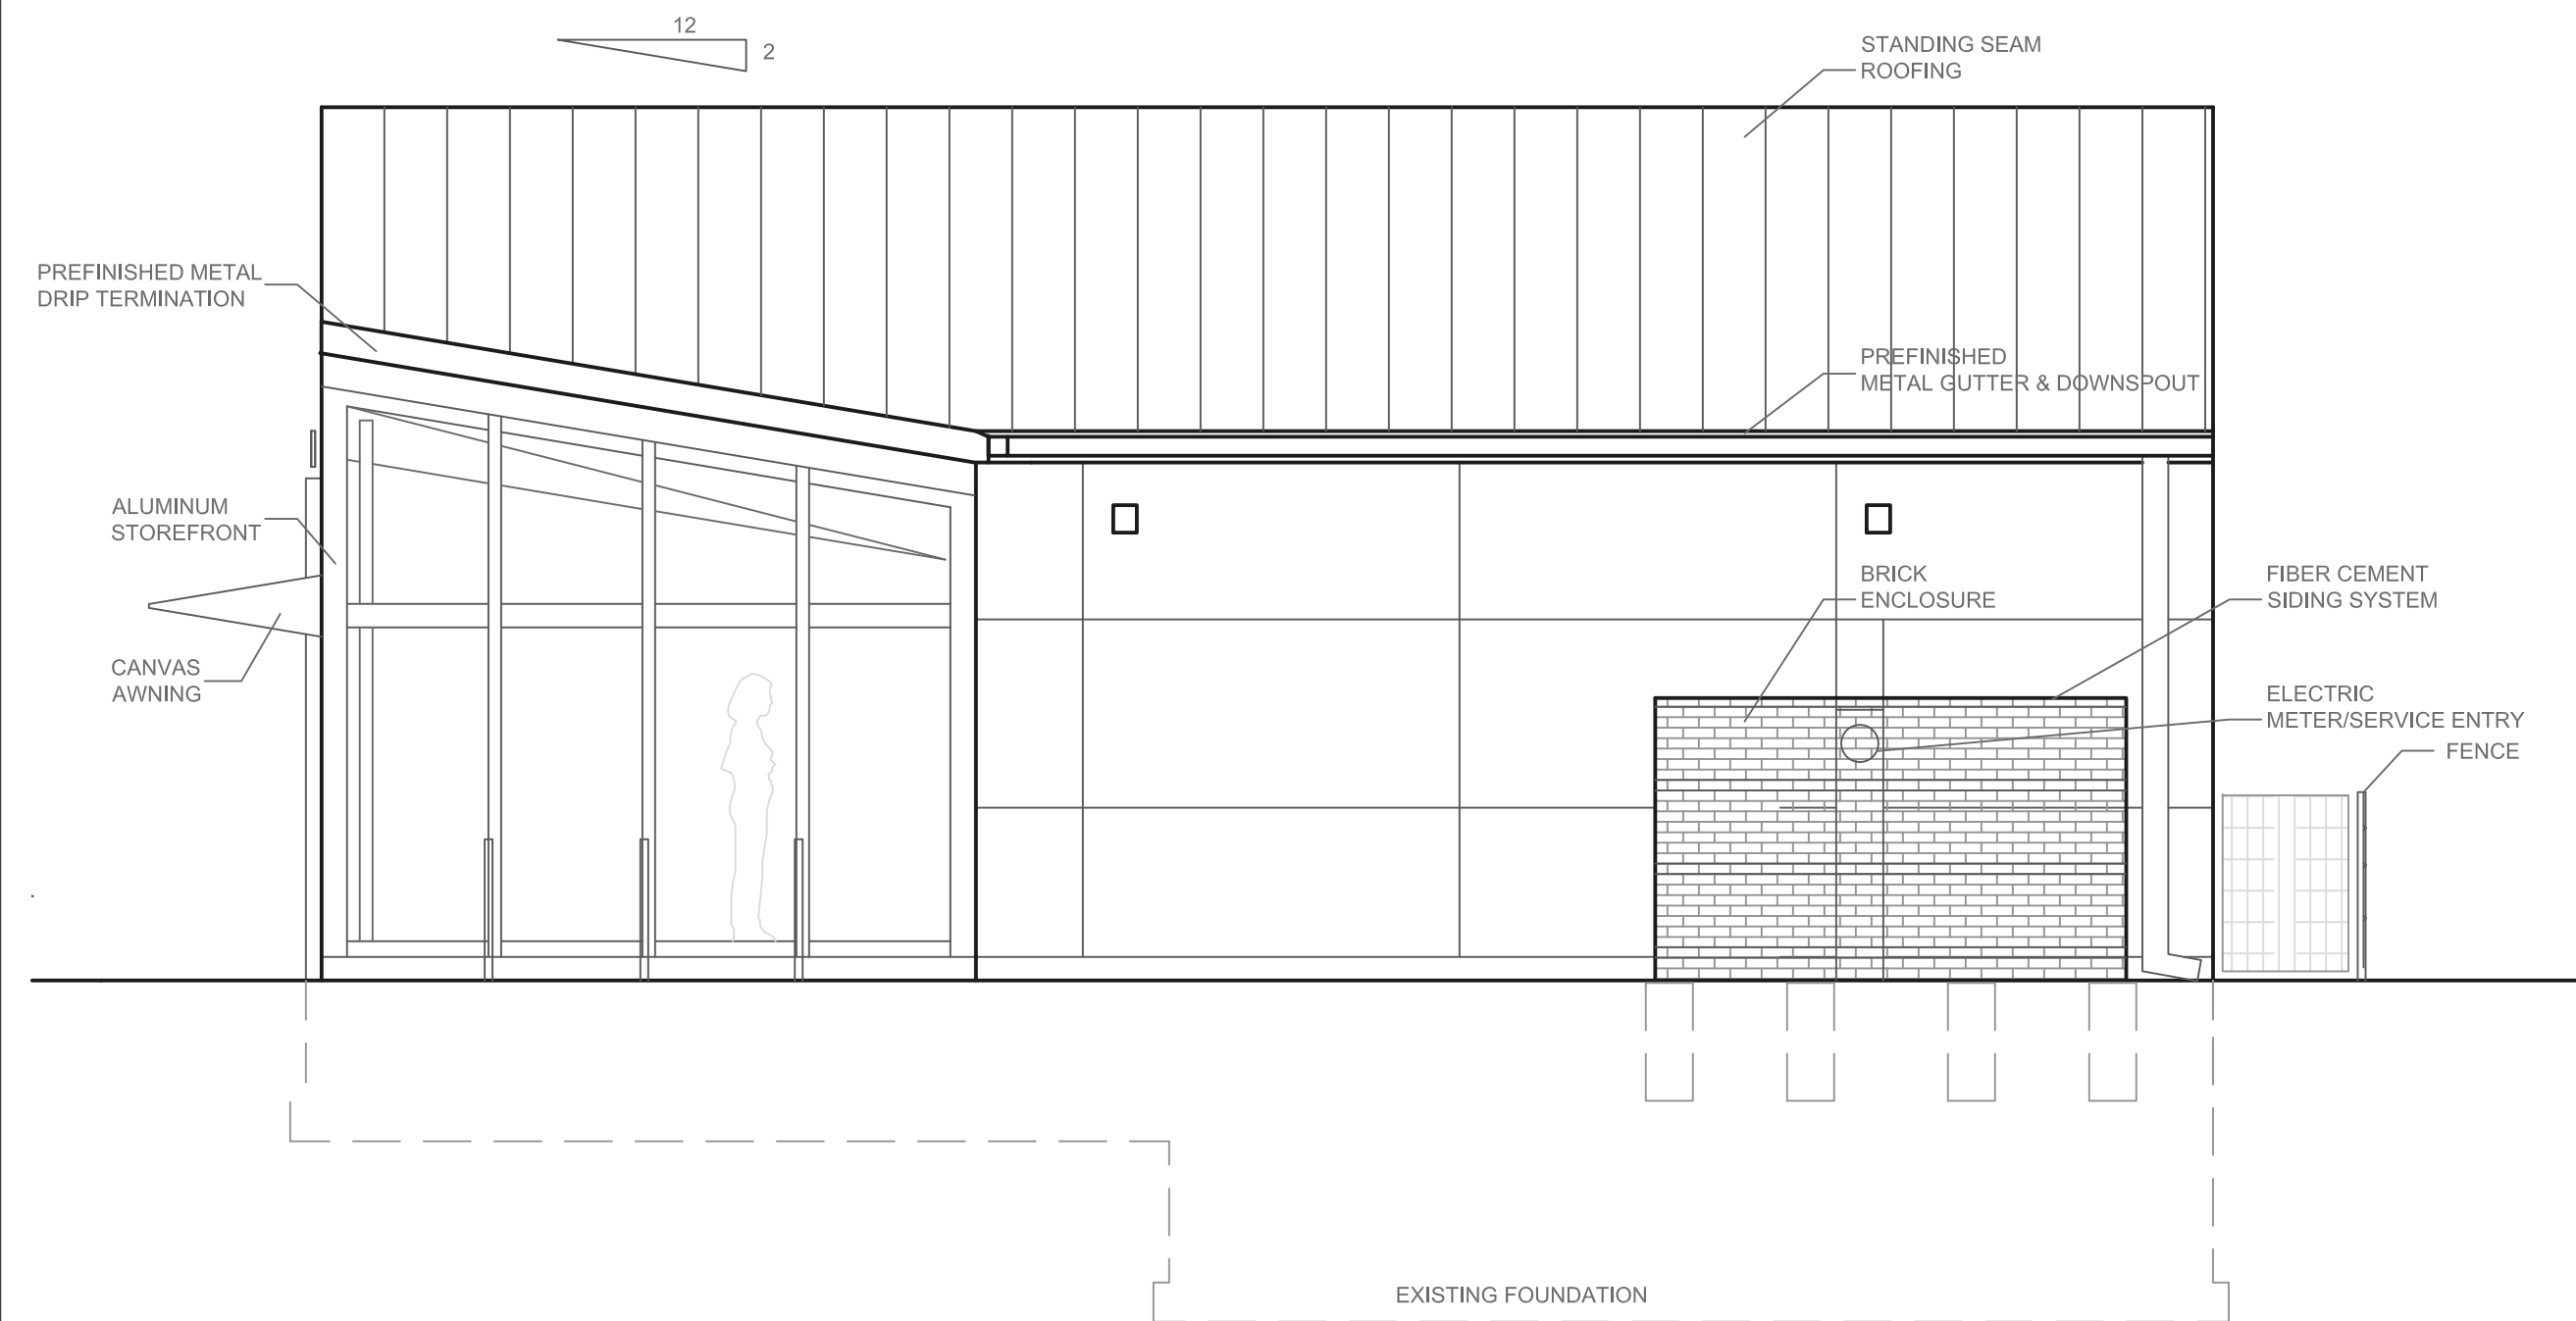 12
2
STANDING SEAM
ROOFING
PREFINISHED METAL
DRIP TERMINATION
PREFINISHED
METAL GUTTER & DOWNSPOUT
ALUMINUM
STOREFRONT
BRICK
ENCLOSURE
FIBER CEMENT
SIDING SYSTEM
CANVAS
AWNING
ELECTRIC
METER/SERVICE ENTRY
FENCE
EXISTING FOUNDATION